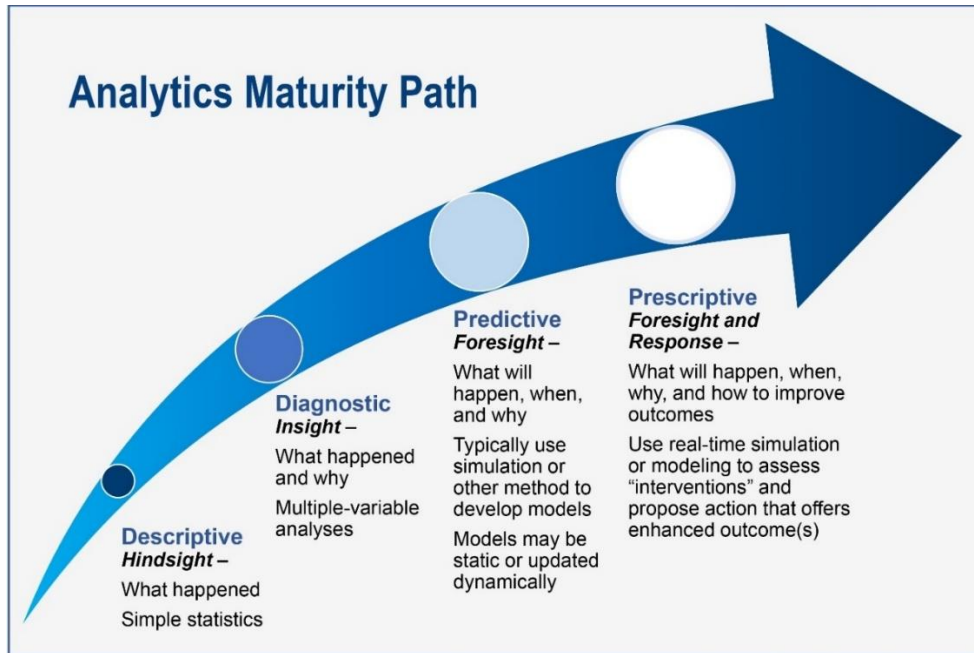 Analytics Maturity Path
Descriptive
Hindsight –
What happened
Simple statistics
Diagnostic
Insight –
What happened
and why
Multiple-variable
analyses
Predictive
Foresight –
What will
happen, when,
and why
Typically use
simulation or
other method to
develop models
Models may be
static or updated
dynamically
Prescriptive
Foresight and
Response –
What will happen, when,
why, and how to improve
outcomes
Use real-time simulation
or modeling to assess
“interventions” and
propose action that offers
enhanced outcome(s)